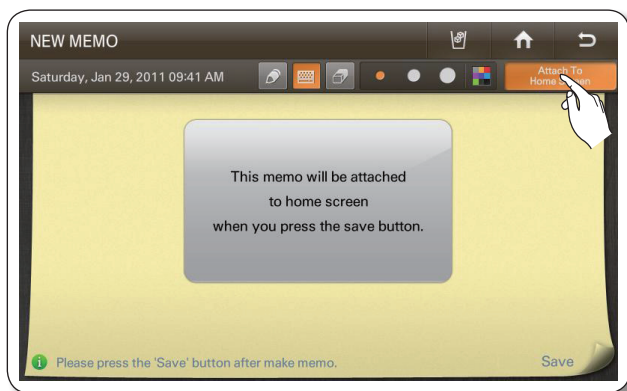 NEW MEMO
Saturday, Jan 29, 2011 09:41 AM
Attach To
Home Screen
This memo will be attached
to home screen
when you press the save button.
Please press the 'Save' button after make memo.
Save